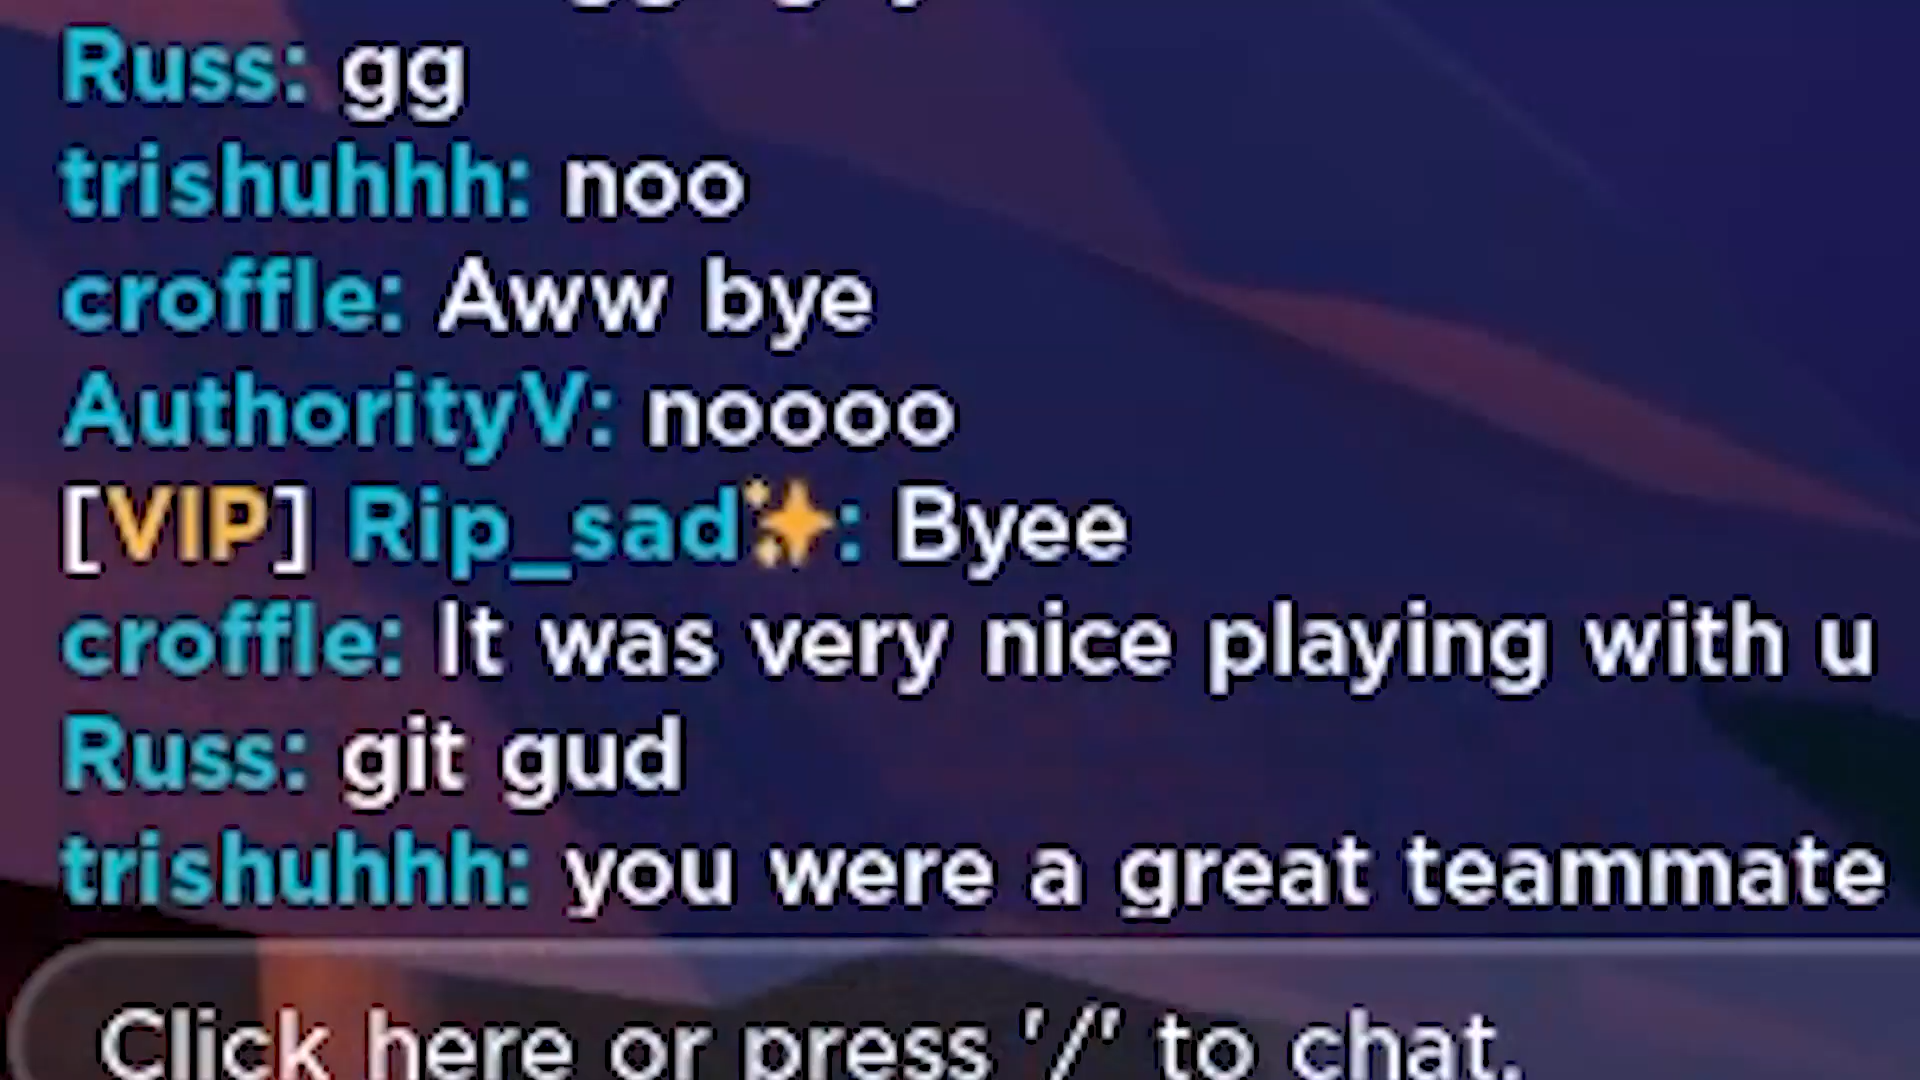 Russ: gg
trishuhhh: noo
croffle: Aww bye
AuthorityV: noooo
[VIP] Rip_sad✨: Byee
croffle: It was very nice playing with u
Russ: git gud
trishuhhh: you were a great teammate
Click here or press '/' to chat.